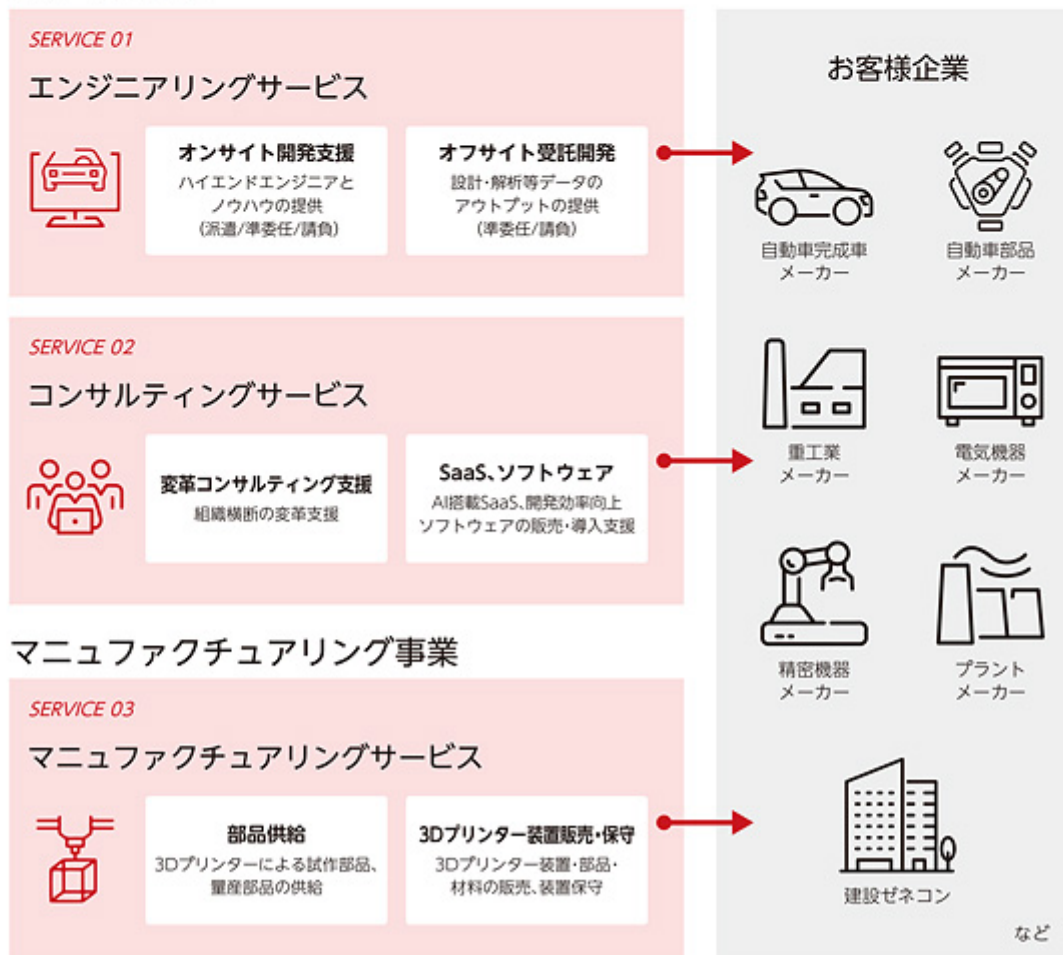 SERVICE 01
エンジニアリングサービス
オンサイト開発支援
ハイエンドエンジニアと
ノウハウの提供
(派遣/準委任/請負)
オフサイト受託開発
設計・解析等データの
アウトプットの提供
(準委任/請負)
SERVICE 02
コンサルティングサービス
変革コンサルティング支援
組織横断の変革支援
SaaS、ソフトウェア
AI搭載SaaS、開発効率向上
ソフトウェアの販売・導入支援
マニュファクチュアリング事業
SERVICE 03
マニュファクチュアリングサービス
部品供給
3Dプリンターによる試作部品、
量産部品の供給
3Dプリンター装置販売・保守
3Dプリンター装置・部品・
材料の販売、装置保守
お客様企業
自動車完成車
メーカー
自動車部品
メーカー
重工業
メーカー
電気機器
メーカー
精密機器
メーカー
プラント
メーカー
建設ゼネコン
など